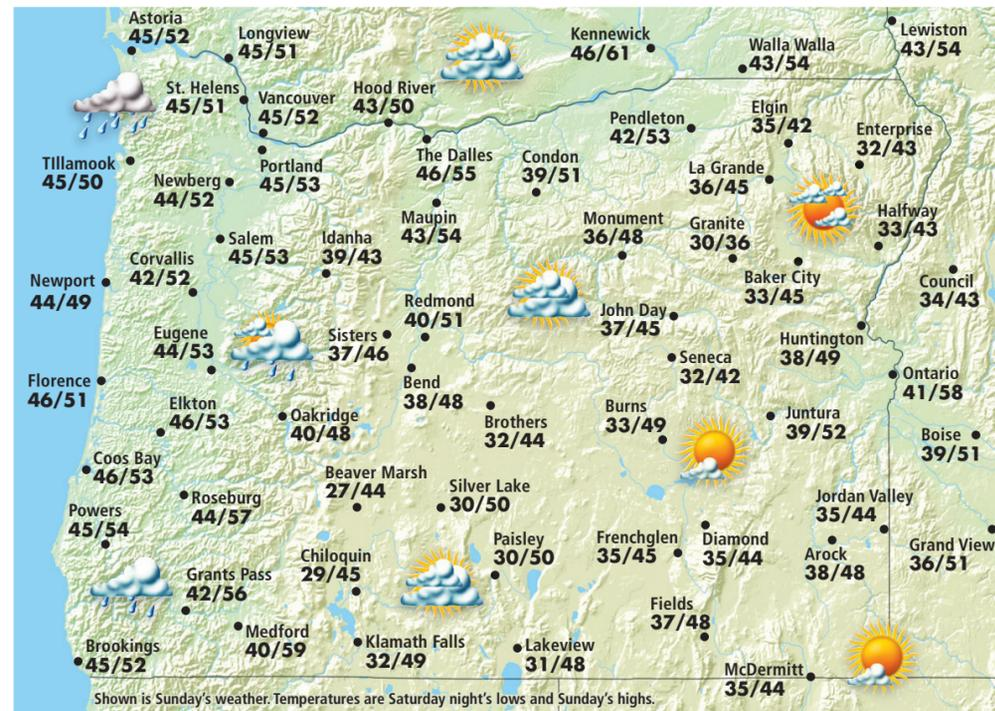 Astoria
45/52
Longview
45/51
Kennewick
46/61
Walla Walla
43/54
Lewiston
43/54
St. Helens
45/51
Vancouver
45/52
Hood River
43/50
Pendleton
42/53
Elgin
35/42
Enterprise
32/43
TIllamook
45/50
Newberg
44/52
Portland
45/53
The Dalles
46/55
Condon
39/51
La Grande
36/45
Maupin
43/54
Monument
36/48
Granite
30/36
Halfway
33/43
Salem
45/53
Idanha
39/43
Corvallis
42/52
Newport
44/49
Baker City
33/45
Council
34/43
Redmond
40/51
John Day
37/45
Eugene
44/53
Sisters
37/46
Huntington
38/49
Seneca
32/42
Florence
46/51
Bend
38/48
Ontario
41/58
Elkton
46/53
Oakridge
40/48
Brothers
32/44
Burns
33/49
Juntura
39/52
Boise
39/51
Coos Bay
46/53
Beaver Marsh
27/44
Silver Lake
30/50
Roseburg
44/57
Powers
45/54
Jordan Valley
35/44
Paisley
30/50
Frenchglen
35/45
Diamond
35/44
Arock
38/48
Grand View
36/51
Chiloquin
29/45
Grants Pass
42/56
Fields
37/48
Medford
40/59
Klamath Falls
32/49
Lakeview
31/48
Brookings
45/52
McDermitt
35/44
Shown is Sunday's weather. Temperatures are Saturday night's lows and Sunday's highs.